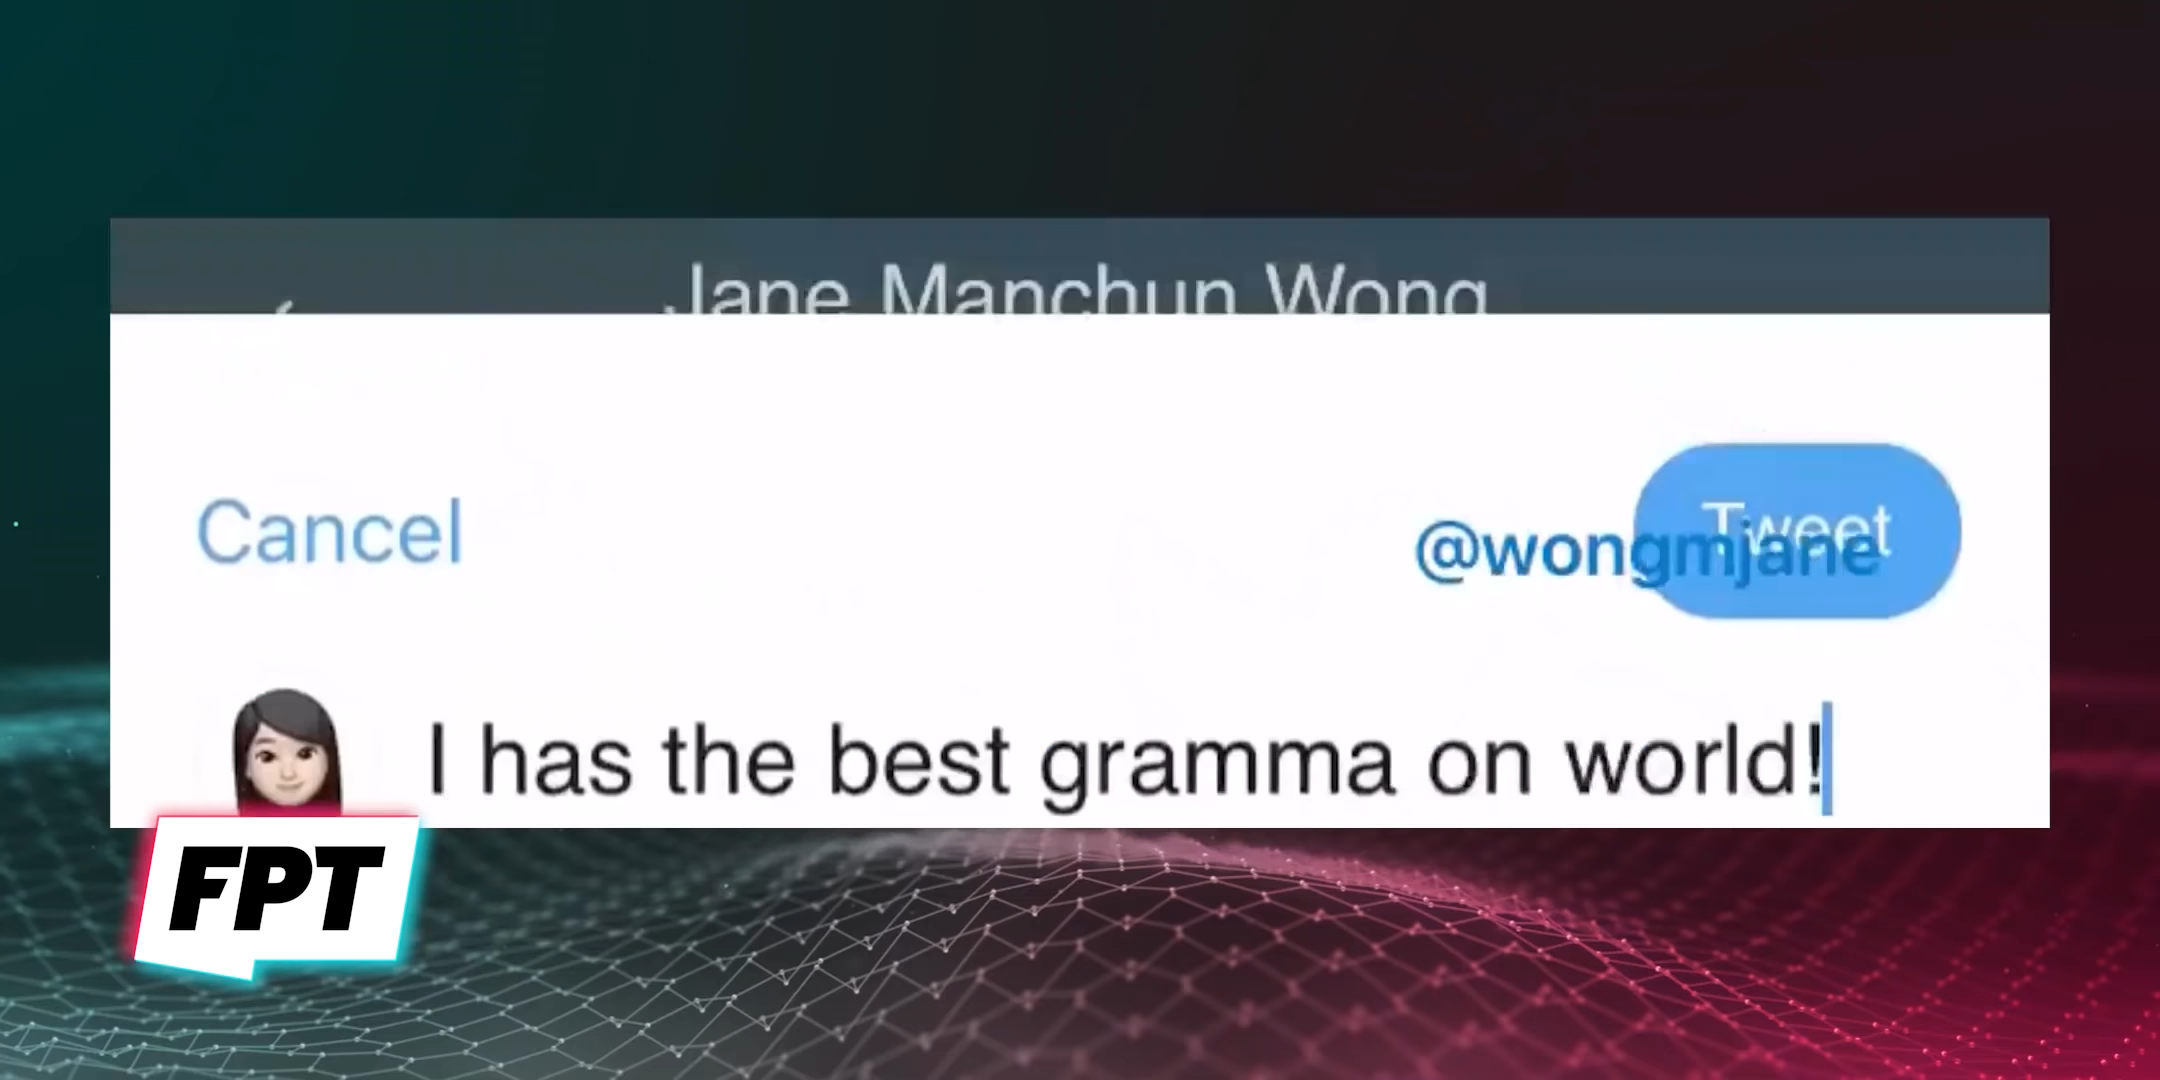 Jane Manchun Wong
Cancel
Tweet
@wongmjane
I has the best gramma on world!
FPT